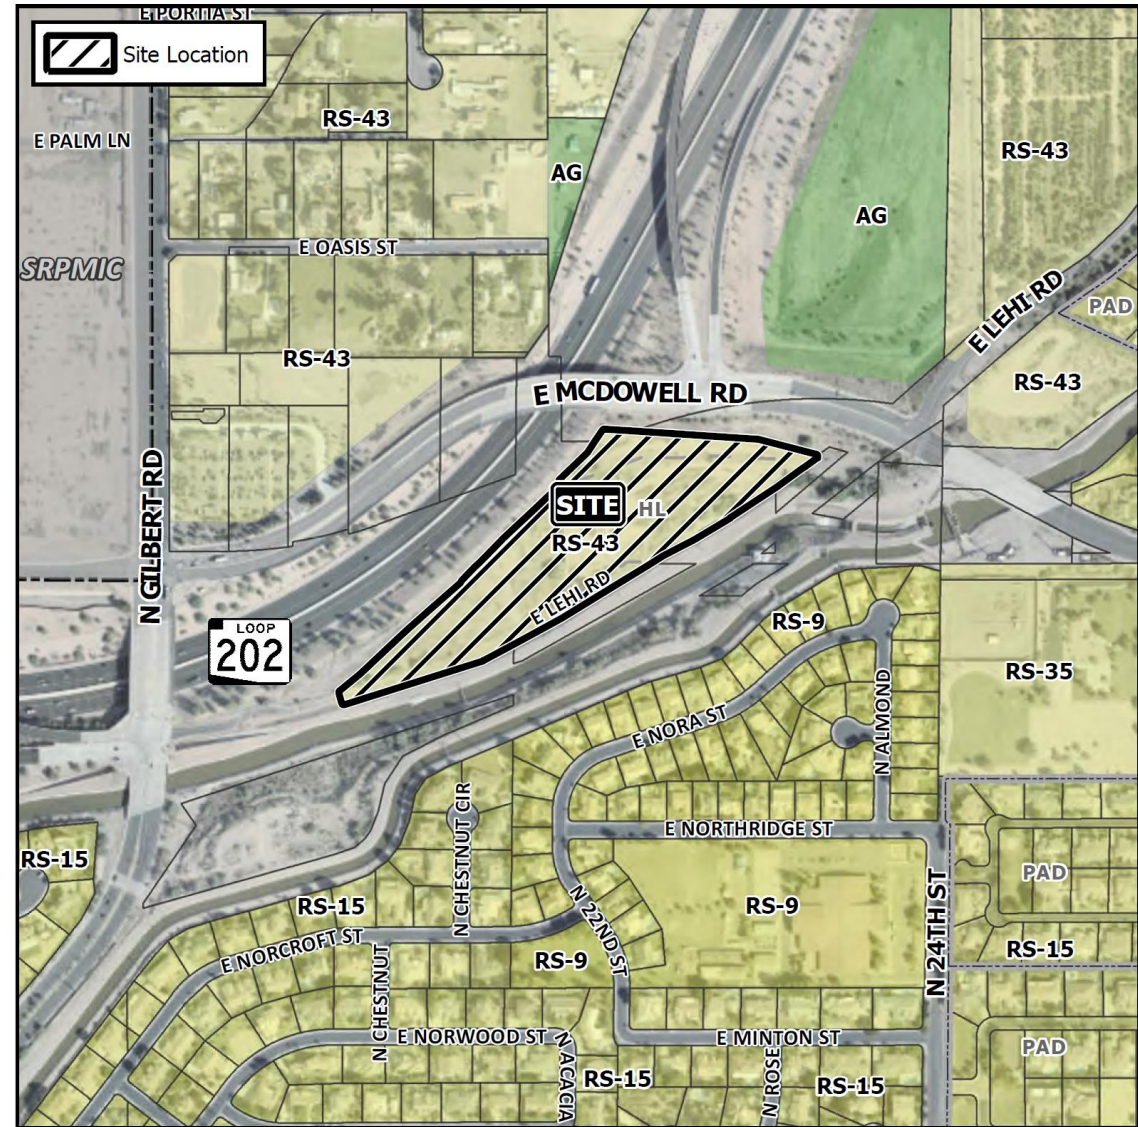 E PORTIA ST
Site Location
RS-43
E PALM LN
RS-43
AG
AG
E OASIS ST
SRPMIC
E LEHI RD
PAD
RS-43
RS-43
E MCDOWELL RD
N GILBERT RD
SITE
HL
RS-43
E LEHI RD
LOOP
202
RS-9
RS-35
E NORA ST
N ALMOND
N CHESTNUT CIR
E NORTHRIDGE ST
RS-15
PAD
RS-15
RS-9
N 22ND ST
N 24TH ST
E NORCROFT ST
RS-9
RS-15
N CHESTNUT
E NORWOOD ST
N ACACIA
E MINTON ST
PAD
RS-15
N ROSE
RS-15